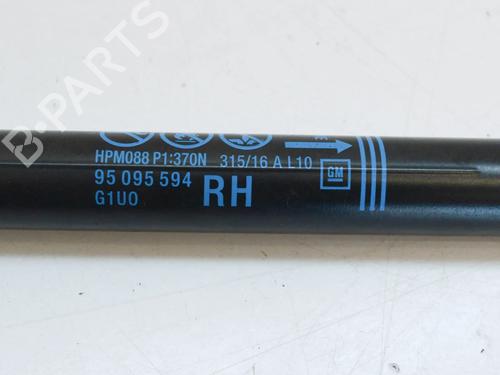 B-PARTS
HPM088 P1:370N 315/16 A L10
95 095 594 RH
G1U0
GM